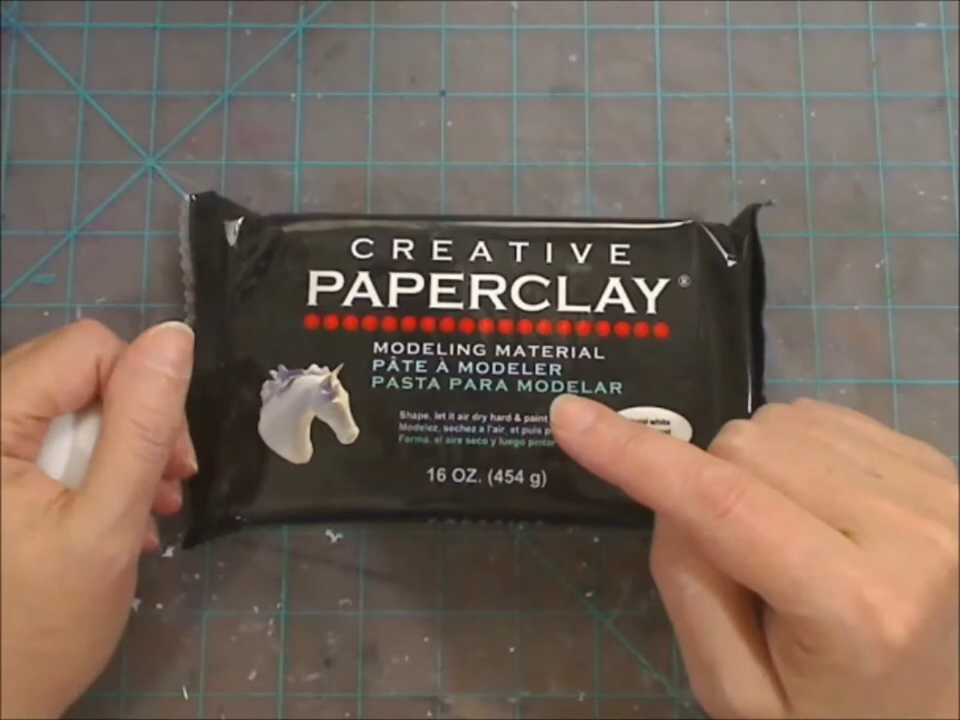 CREATIVE
PAPERCLAY®
MODELING MATERIAL
PÂTE À MODELER
PASTA PARA MODELAR
Shape, let it air dry hard & paint
Modelez, sechez a l'air, et puis
Forma, el aire seco y luego pintar
white
16 OZ. (454 g)